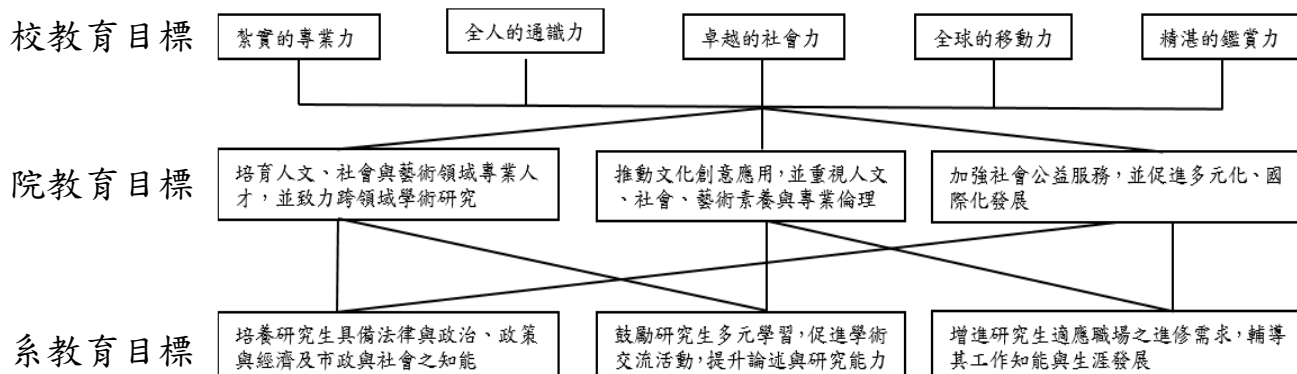 校教育目標
紮實的專業力
全人的通識力
卓越的社會力
全球的移動力
精湛的鑑賞力
院教育目標
培育人文、社會與藝術領域專業人
才，並致力跨領域學術研究
推動文化創意應用，並重視人文
、社會、藝術素養與專業倫理
加強社會公益服務，並促進多元化、國
際化發展
系教育目標
培養研究生具備法律與政治、政策
與經濟及市政與社會之知能
鼓勵研究生多元學習，促進學術
交流活動，提升論述與研究能力
增進研究生適應職場之進修需求，輔導
其工作知能與生涯發展